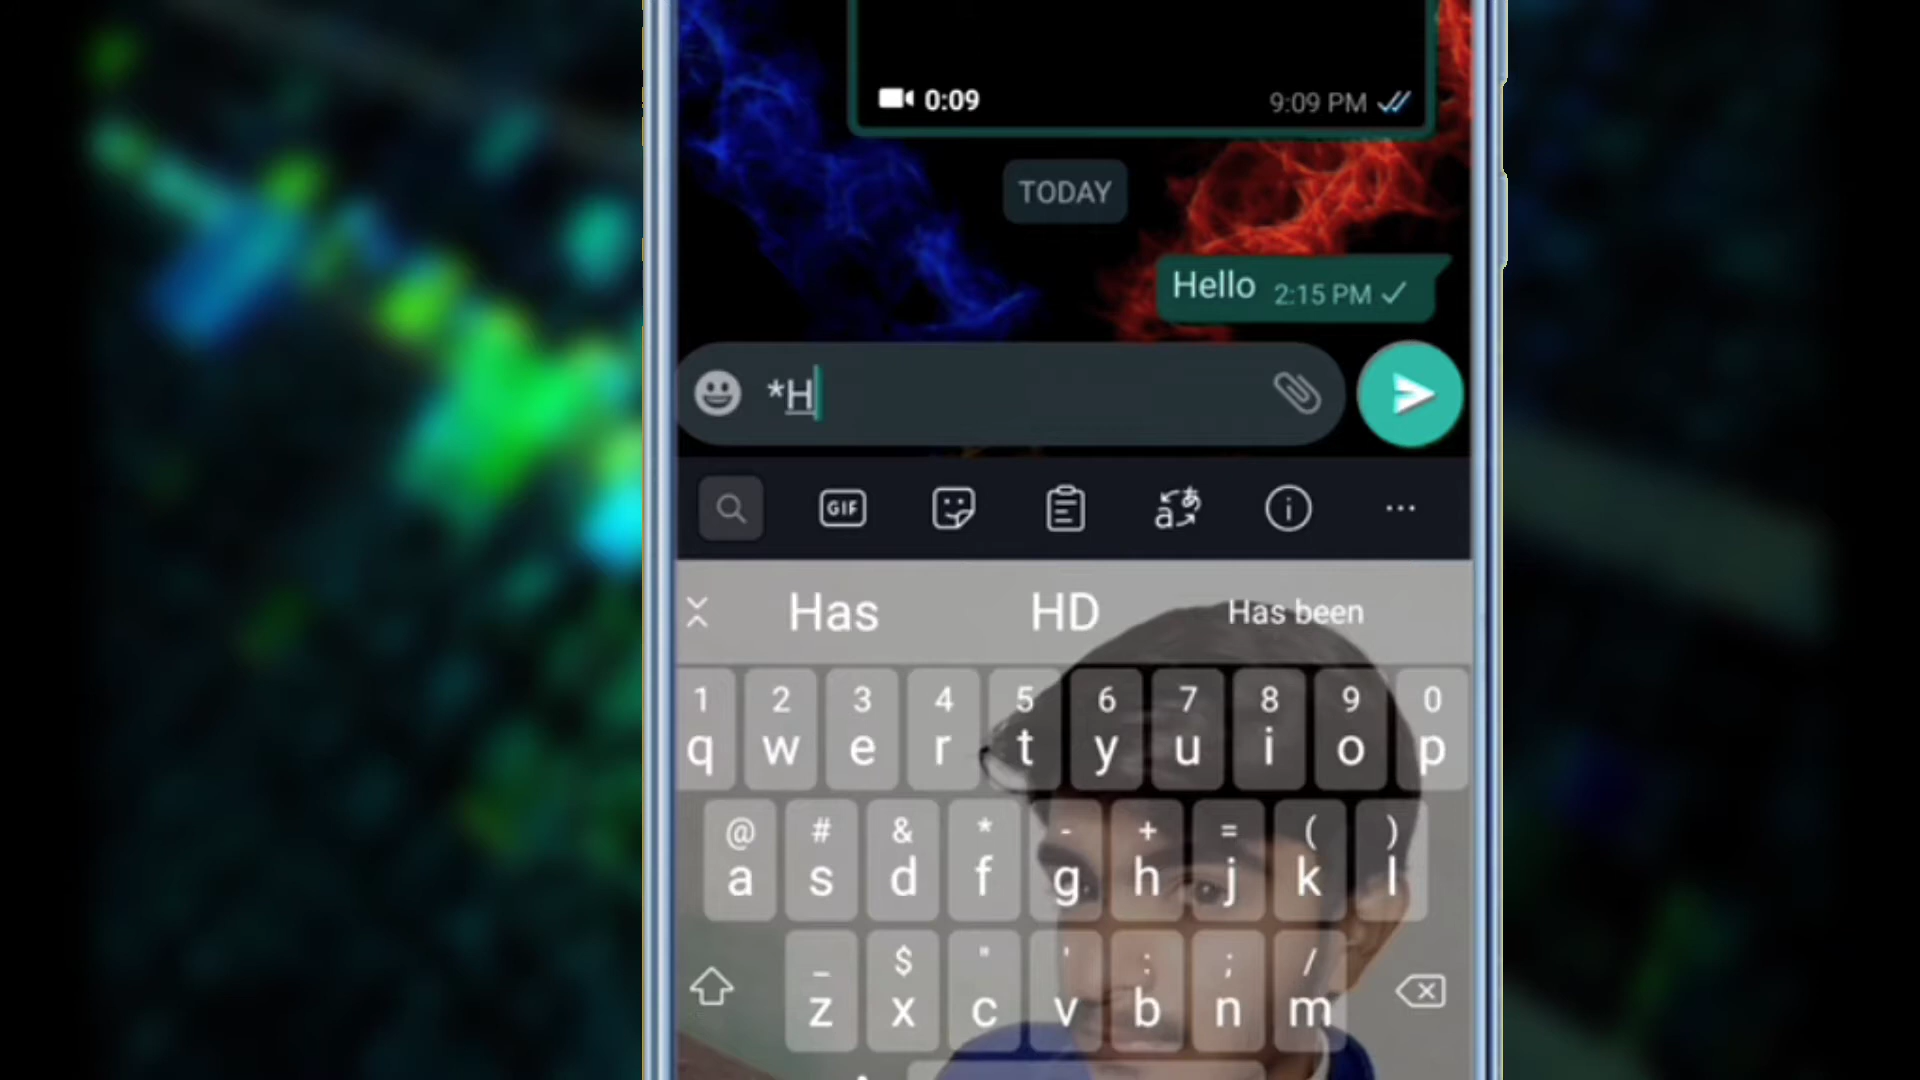 0:09 9:09 PM
TODAY
Hello 2:15 PM
*H
GIF
Has HD Has been
1 2 3 4 5 6 7 8 9 0
q w e r t y u i o p
@ # & * - + = ( )
a s d f g h j k l
_ $ " ' : ; /
z x c v b n m